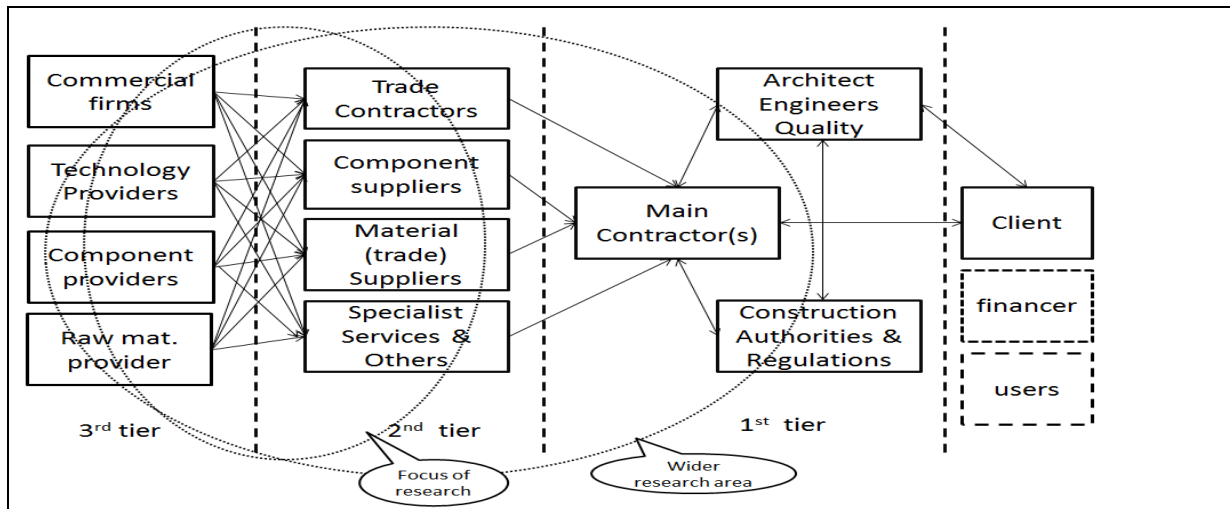 Commercial
firms
Technology
Providers
Component
providers
Raw mat.
provider
3rd tier
Trade
Contractors
Component
suppliers
Material
(trade)
Suppliers
Specialist
Services &
Others
2nd tier
Focus of
research
Main
Contractor(s)
Architect
Engineers
Quality
Construction
Authorities &
Regulations
1st tier
Wider
research area
Client
financer
users